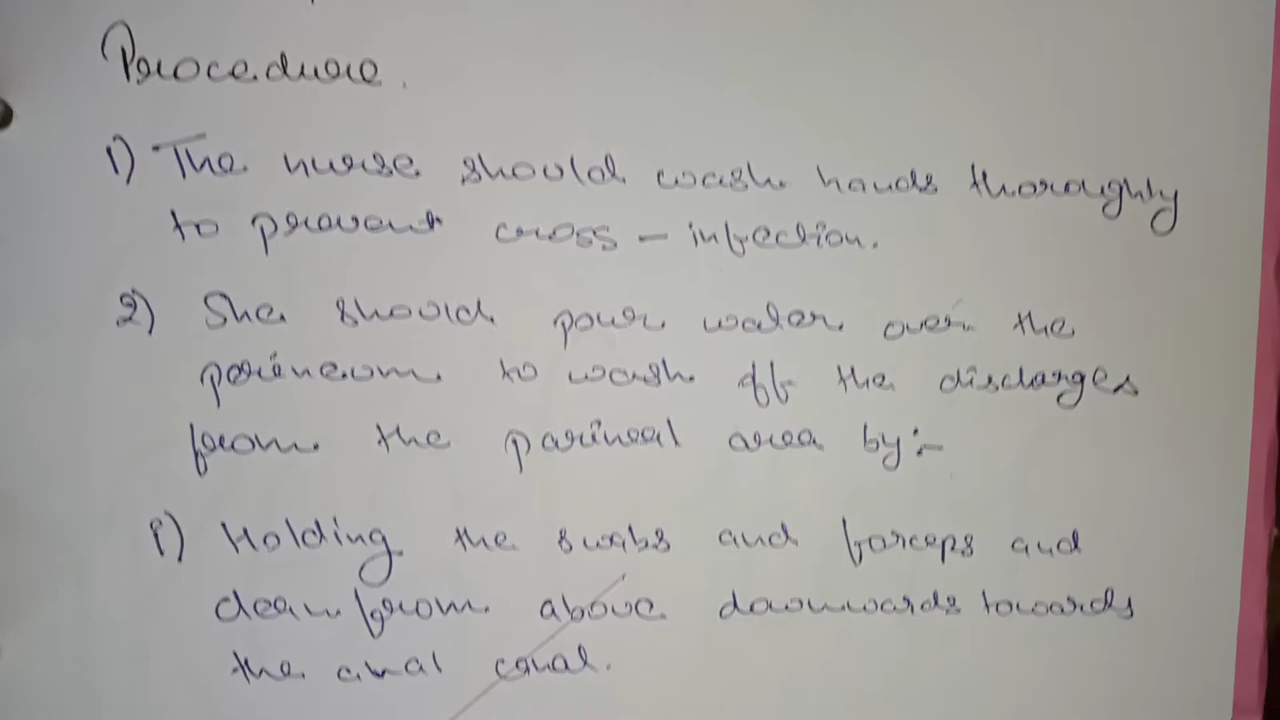 Procedure.
1) The nurse should wash hands thoroughly
to prevent cross - infection.
2) She should pour water over the
perineum to wash off the discharges
from the parineal area by:-
i) Holding the swabs and forceps and
clean from above downwards towards
the anal canal.